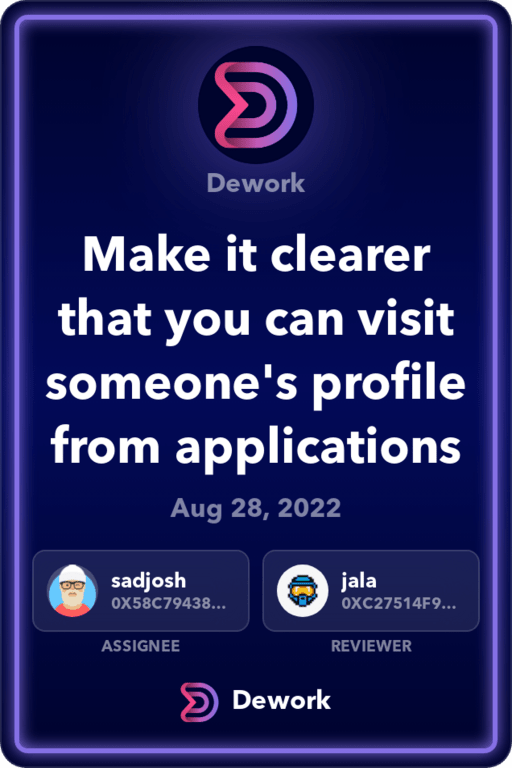 Dework
Make it clearer
that you can visit
someone's profile
from applications
Aug 28, 2022
sadjosh
0X58C79438...
jala
0XC27514F9...
ASSIGNEE
REVIEWER
Dework